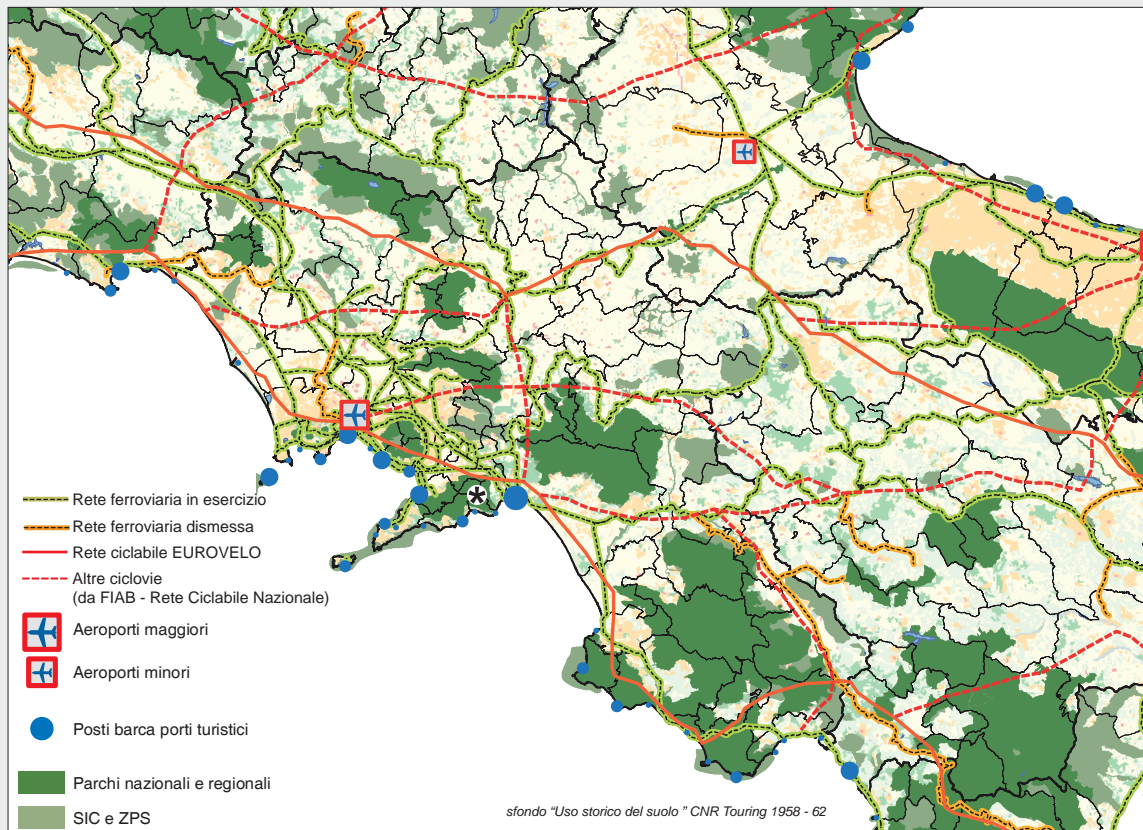 Rete ferroviaria in esercizio
Rete ferroviaria dismessa
Rete ciclabile EUROVELO
Altre ciclovie
(da FIAB - Rete Ciclabile Nazionale)
Aeroporti maggiori
Aeroporti minori
Posti barca porti turistici
Parchi nazionali e regionali
SIC e ZPS
sfondo “Uso storico del suolo ” CNR Touring 1958 - 62
*